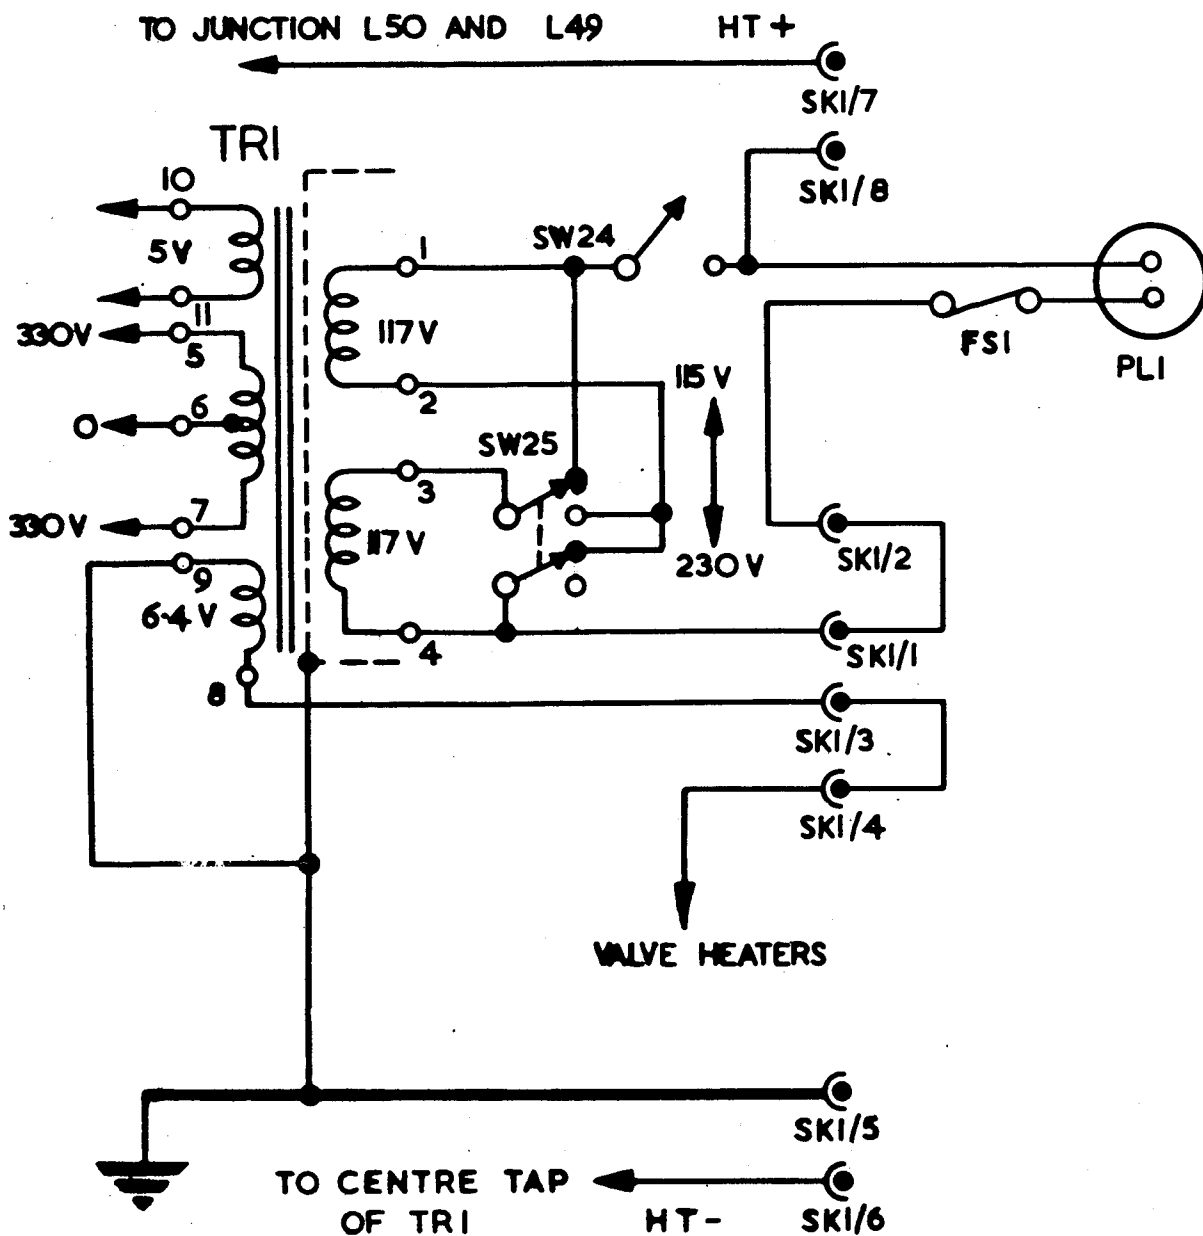 TO JUNCTION L50 AND L49
HT +
SK1/7
TR1
SK1/8
10
5V
11
1
SW24
330V
5
117V
FS1
PL1
115 V
2
6
0
SW25
3
7
330V
117V
230V
SK1/2
9
6.4V
4
SK1/1
8
SK1/3
SK1/4
VALVE HEATERS
SK1/5
TO CENTRE TAP
OF TR1
HT -
SK1/6